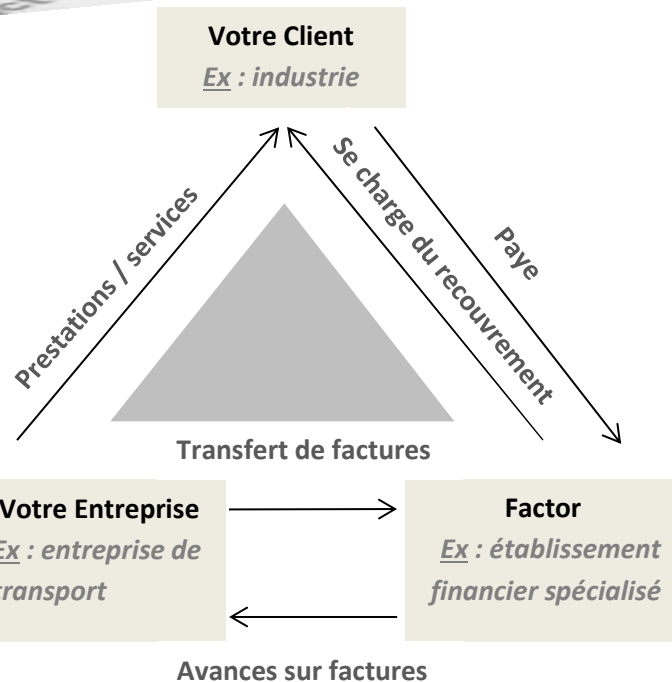 Votre Client
Ex : industrie
Prestations / services
Se charge du recouvrement
Paye
Transfert de factures
Votre Entreprise
Ex : entreprise de
transport
Factor
Ex : établissement
financier spécialisé
Avances sur factures